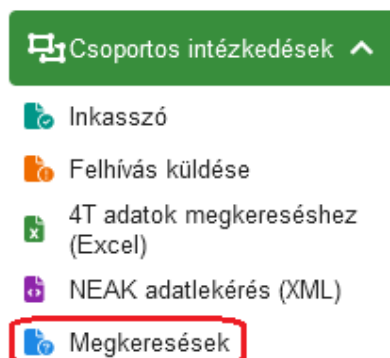 Csoportos intézkedések
Inkasszó
Felhívás küldése
4T adatok megkereséshez
(Excel)
NEAK adatlekérés (XML)
Megkeresések